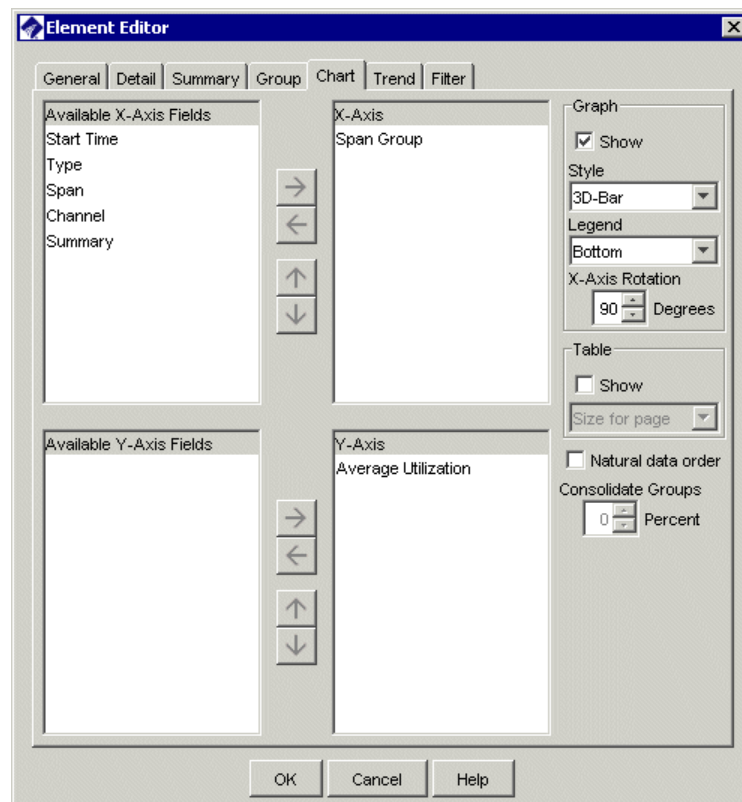 Element Editor
General Detail Summary Group Chart Trend Filter
Available X-Axis Fields
Start Time
Type
Span
Channel
Summary
X-Axis
Span Group
Graph
Show
Style
3D-Bar
Legend
Bottom
X-Axis Rotation
90 Degrees
Table
Show
Size for page
Natural data order
Consolidate Groups
0 Percent
Available Y-Axis Fields
Y-Axis
Average Utilization
OK Cancel Help